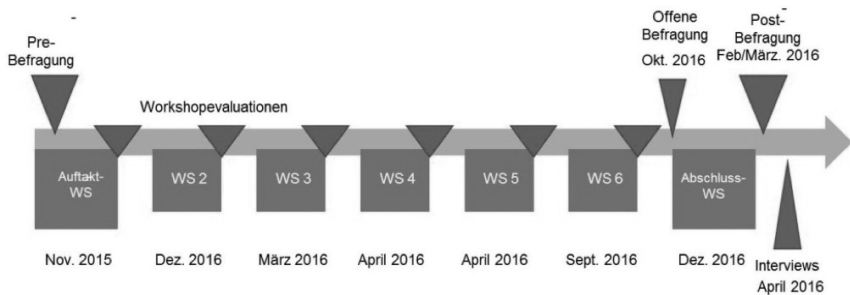 Pre-
Befragung
Offene
Befragung
Okt. 2016
Post-
Befragung
Feb/März. 2016
Workshopevaluationen
Auftakt-
WS
WS 2
WS 3
WS 4
WS 5
WS 6
Abschluss-
WS
Nov. 2015
Dez. 2016
März 2016
April 2016
April 2016
Sept. 2016
Dez. 2016
Interviews
April 2016